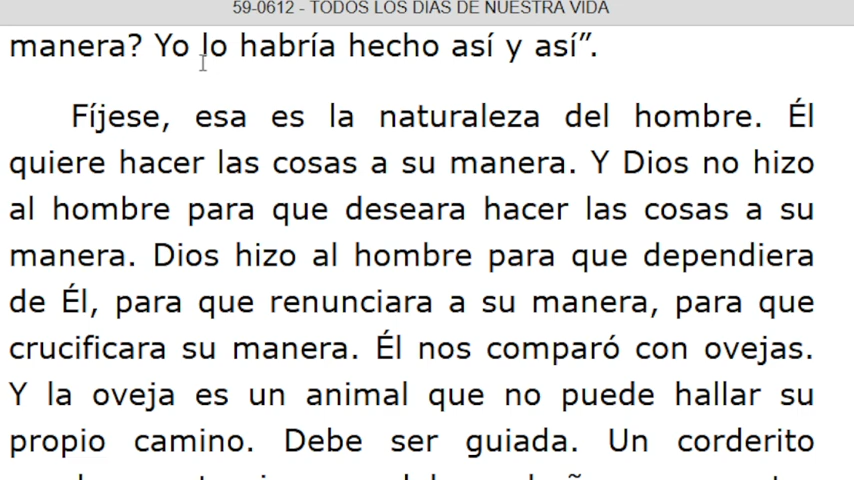 59-0612 - TODOS LOS DIAS DE NUESTRA VIDA
manera? Yo lo habría hecho así y así”.
Fíjese, esa es la naturaleza del hombre. Él
quiere hacer las cosas a su manera. Y Dios no hizo
al hombre para que deseara hacer las cosas a su
manera. Dios hizo al hombre para que dependiera
de Él, para que renunciara a su manera, para que
crucificara su manera. Él nos comparó con ovejas.
Y la oveja es un animal que no puede hallar su
propio camino. Debe ser guiada. Un corderito